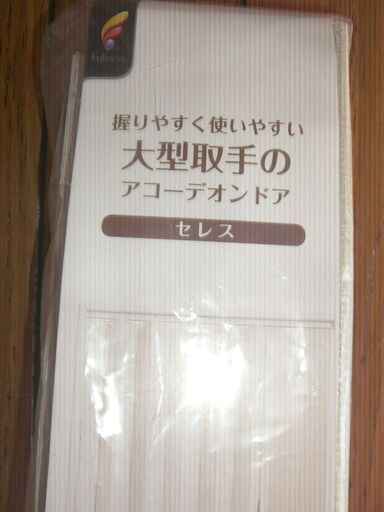 Fullness
握りやすく使いやすい
大型取手の
アコーデオンドア
セレス